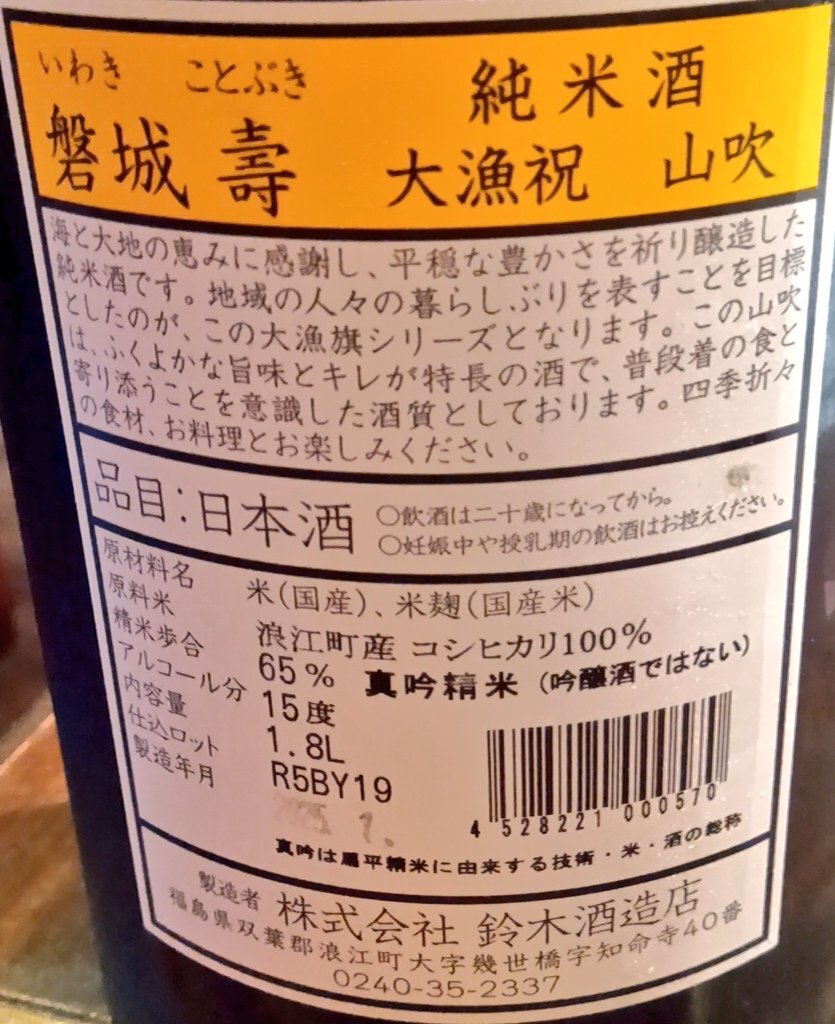 いわき ことぶき
磐城 壽 純米酒
大漁祝 山吹
海と大地の恵みに感謝し、平穏な豊かさを祈り醸造した
純米酒です。地域の人々の暮らしぶりを表すことを目標
としたのが、この大漁旗シリーズとなります。この山吹
は、ふくよかな旨味とキレが特長の酒で、普段着の食と
寄り添うことを意識した酒質としております。四季折々
の食材、お料理とお楽しみください。
品目:日本酒
○飲酒は二十歳になってから。
○妊娠中や授乳期の飲酒はお控えください。
原材料名 米(国産)、米麹(国産米)
原料米 浪江町産 コシヒカリ100%
精米歩合 65% 真吟精米 (吟醸酒ではない)
アルコール分 15度
内容量 1.8L
仕込ロット R5BY19
製造年月 2025. 1.
4 528221 000570
真吟は扁平精米に由来する技術・米・酒の総称
製造者 株式会社 鈴木酒造店
福島県双葉郡浪江町大字幾世橋字知命寺40番
0240-35-2337